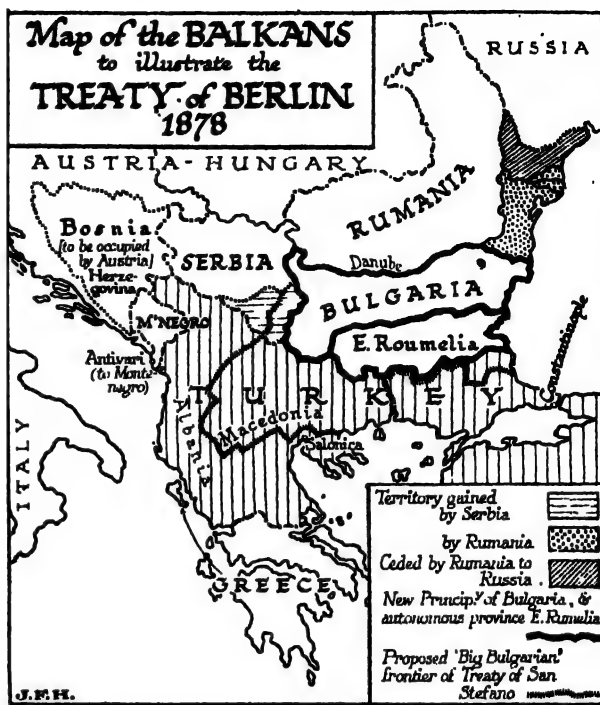 Map of the BALKANS
to illustrate the
TREATY of BERLIN
1878
RUSSIA
AUSTRIA-HUNGARY
RUMANIA
Bosnia
[to be occupied
by Austria]
Herze-
govina
SERBIA
Danube
BULGARIA
M'NEGRO
E. Roumelia
Antivari
(to Monte
negro)
Constantinople
TURKEY
Albania
Macedonia
Salonica
ITALY
GREECE
Territory gained
by Serbia
by Rumania
Ceded by Rumania to
Russia
New Principy. of Bulgaria, &
autonomous province E. Rumelia
Proposed 'Big Bulgarian'
frontier of Treaty of San
Stefano
J.F.H.